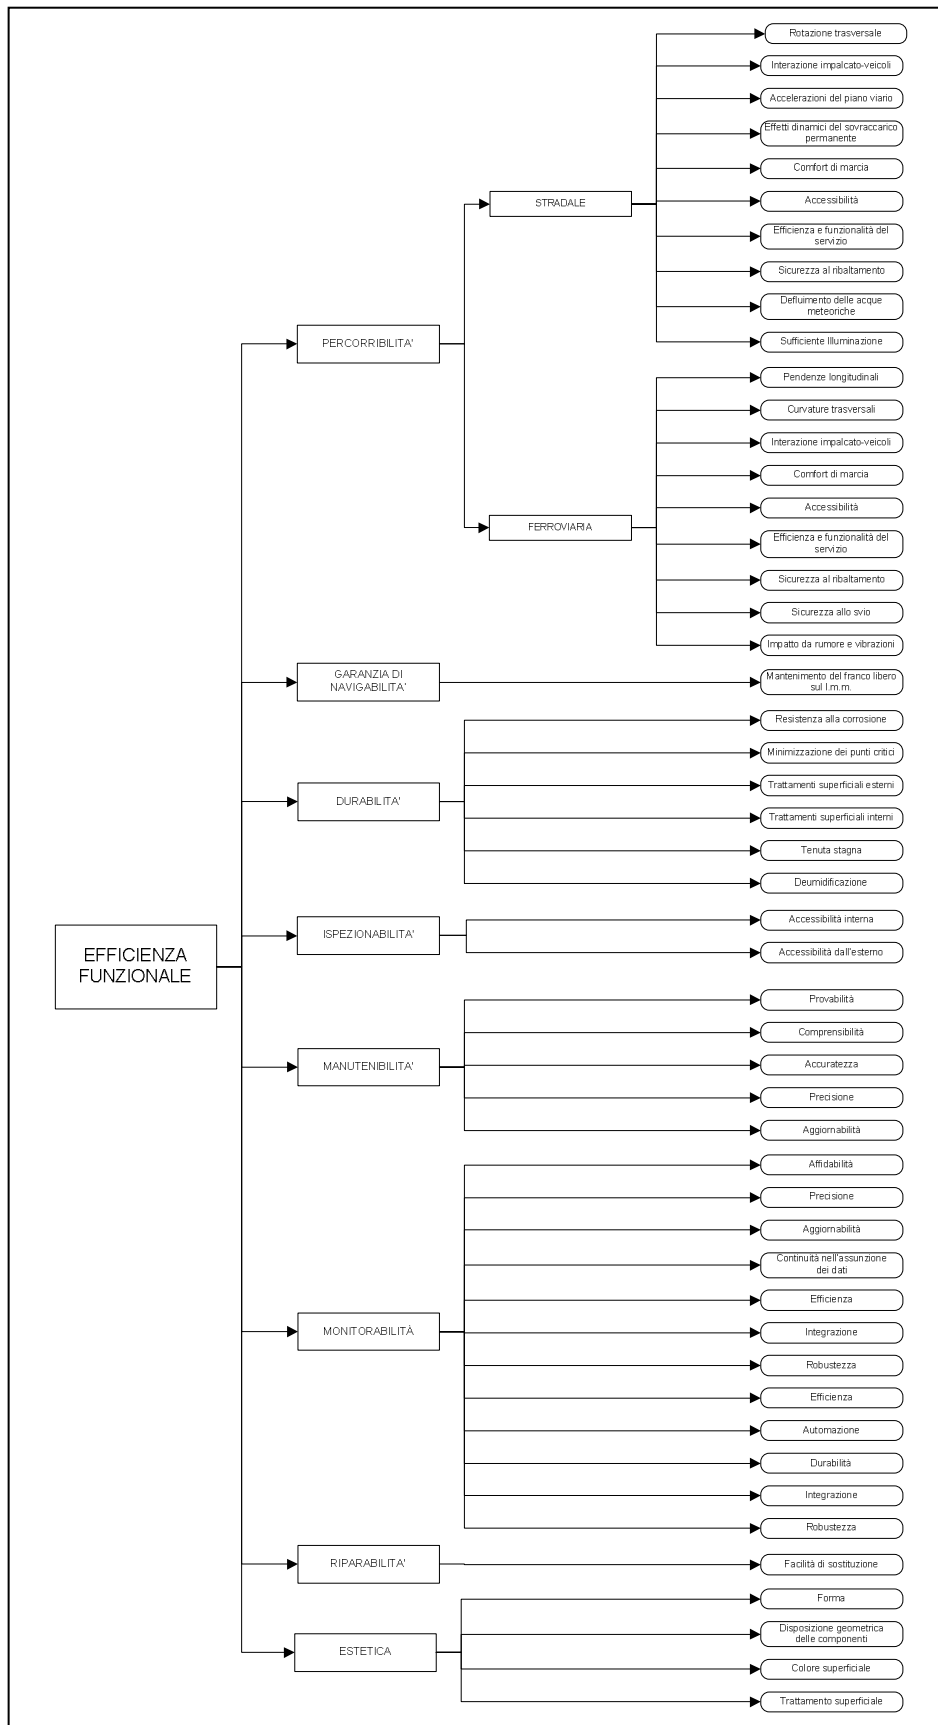 EFFICIENZA
FUNZIONALE
PERCORRIBILITA'
STRADALE
Rotazione trasversale
Interazione impalcato-veicoli
Accelerazioni del piano viario
Effetti dinamici del sovraccarico
permanente
Comfort di marcia
Accessibilità
Efficienza e funzionalità del
servizio
Sicurezza al ribaltamento
Defluimento delle acque
meteoriche
Sufficiente Illuminazione
FERROVIARIA
Pendenze longitudinali
Curvature trasversali
Interazione impalcato-veicoli
Comfort di marcia
Accessibilità
Efficienza e funzionalità del
servizio
Sicurezza al ribaltamento
Sicurezza allo svio
Impatto da rumore e vibrazioni
GARANZIA DI
NAVIGABILITA'
Mantenimento del franco libero
sul l.m.m.
DURABILITA'
Resistenza alla corrosione
Minimizzazione dei punti critici
Trattamenti superficiali esterni
Trattamenti superficiali interni
Tenuta stagna
Deumidificazione
ISPEZIONABILITA'
Accessibilità interna
Accessibilità dall'esterno
MANUTENIBILITA'
Provabilità
Comprensibilità
Accuratezza
Precisione
Aggiornabilità
MONITORABILITÀ
Affidabilità
Precisione
Aggiornabilità
Continuità nell'assunzione
dei dati
Efficienza
Integrazione
Robustezza
Efficienza
Automazione
Durabilità
Integrazione
Robustezza
RIPARABILITA'
Facilità di sostituzione
ESTETICA
Forma
Disposizione geometrica
delle componenti
Colore superficiale
Trattamento superficiale